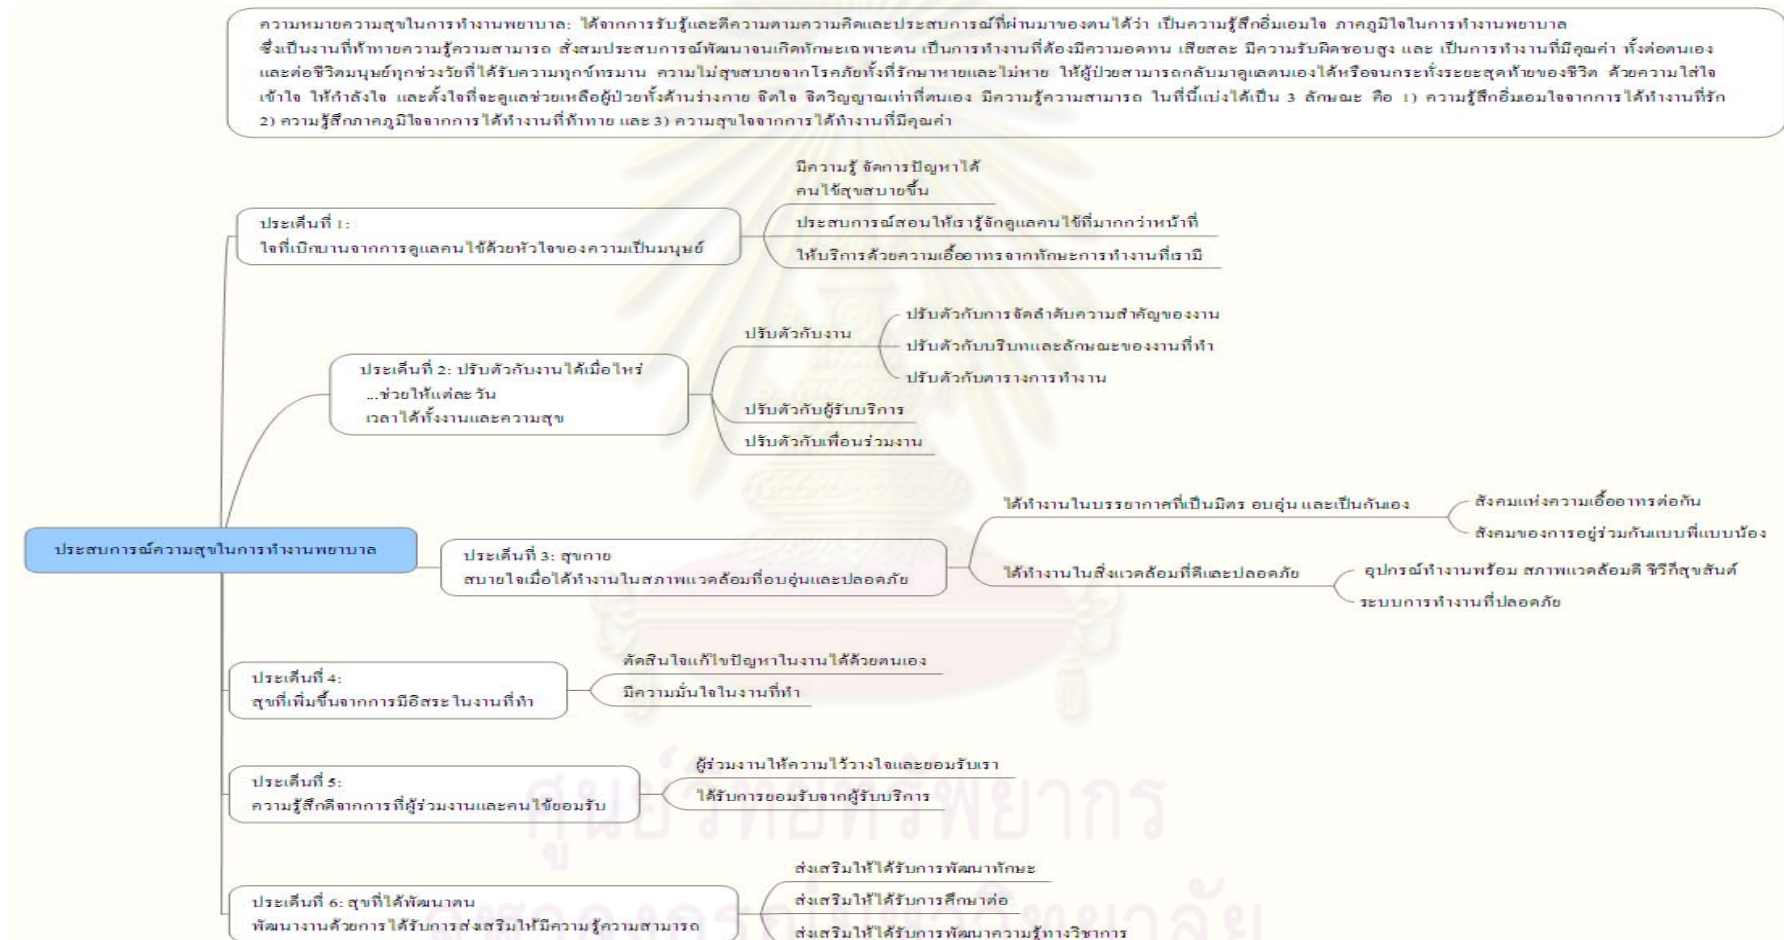 ความหมายความสุขในการทำงานพยาบาล: ได้จากการรับรู้และตีความตามความคิดและประสบการณ์ที่ผ่านมาของตนได้ว่า เป็นความรู้สึกอิ่มเอมใจ ภาคภูมิใจในการทำงานพยาบาล
ซึ่งเป็นงานที่ท้าทายความรู้ความสามารถ สั่งสมประสบการณ์พัฒนาจนเกิดทักษะเฉพาะตน เป็นการทำงานที่ต้องมีความอดทน เสียสละ มีความรับผิดชอบสูง และ เป็นการทำงานที่มีคุณค่า ทั้งต่อตนเอง
และต่อชีวิตมนุษย์ทุกช่วงวัยที่ได้รับความทุกข์ทรมาน ความไม่สุขสบายจากโรคภัยทั้งที่รักษาหายและไม่หาย ให้ผู้ป่วยสามารถกลับมาดูแลตนเองได้หรือจนกระทั่งระยะสุดท้ายของชีวิต ด้วยความใส่ใจ
เข้าใจ ให้กำลังใจ และตั้งใจที่จะดูแลช่วยเหลือผู้ป่วยทั้งด้านร่างกาย จิตใจ จิตวิญญาณเท่าที่ตนเอง มีความรู้ความสามารถ ในที่นี้แบ่งได้เป็น 3 ลักษณะ คือ 1) ความรู้สึกอิ่มเอมใจจากการได้ทำงานที่รัก
2) ความรู้สึกภาคภูมิใจจากการได้ทำงานที่ท้าทาย และ 3) ความสุขใจจากการได้ทำงานที่มีคุณค่า
ประเด็นที่ 1:
ใจที่เบิกบานจากการดูแลคนไข้ด้วยหัวใจของความเป็นมนุษย์
มีความรู้ จัดการปัญหาได้
คนไข้สุขสบายขึ้น
ประสบการณ์สอนให้เรารู้จักดูแลคนไข้ที่มากกว่าหน้าที่
ให้บริการด้วยความเอื้ออาทรจากทักษะการทำงานที่เรามี
ประเด็นที่ 2: ปรับตัวกับงานได้เมื่อไหร่
...ช่วยให้แต่ละวัน
เวลาได้ทั้งงานและความสุข
ปรับตัวกับงาน
ปรับตัวกับการจัดลำดับความสำคัญของงาน
ปรับตัวกับบริบทและลักษณะของงานที่ทำ
ปรับตัวกับตารางการทำงาน
ปรับตัวกับผู้รับบริการ
ปรับตัวกับเพื่อนร่วมงาน
ประสบการณ์ความสุขในการทำงานพยาบาล
ประเด็นที่ 3: สุขกาย
สบายใจเมื่อได้ทำงานในสภาพแวดล้อมที่อบอุ่นและปลอดภัย
ได้ทำงานในบรรยากาศที่เป็นมิตร อบอุ่น และเป็นกันเอง
สังคมแห่งความเอื้ออาทรต่อกัน
สังคมของการอยู่ร่วมกันแบบพี่แบบน้อง
ได้ทำงานในสิ่งแวดล้อมที่ดีและปลอดภัย
อุปกรณ์ทำงานพร้อม สภาพแวดล้อมดี ชีวีก็สุขสันต์
ระบบการทำงานที่ปลอดภัย
ประเด็นที่ 4:
สุขที่เพิ่มขึ้นจากการมีอิสระในงานที่ทำ
ตัดสินใจแก้ไขปัญหาในงานได้ด้วยตนเอง
มีความมั่นใจในงานที่ทำ
ประเด็นที่ 5:
ความรู้สึกดีจากการที่ผู้ร่วมงานและคนไข้ยอมรับ
ผู้ร่วมงานให้ความไว้วางใจและยอมรับเรา
ได้รับการยอมรับจากผู้รับบริการ
ศูนย์วิทยทรัพยากร
ประเด็นที่ 6: สุขที่ได้พัฒนาตน
พัฒนางานด้วยการได้รับการส่งเสริมให้มีความรู้ความสามารถ
ส่งเสริมให้ได้รับการพัฒนาทักษะ
ส่งเสริมให้ได้รับการศึกษาต่อ
ส่งเสริมให้ได้รับการพัฒนาความรู้ทางวิชาการ
จุฬาลงกรณ์มหาวิทยาลัย